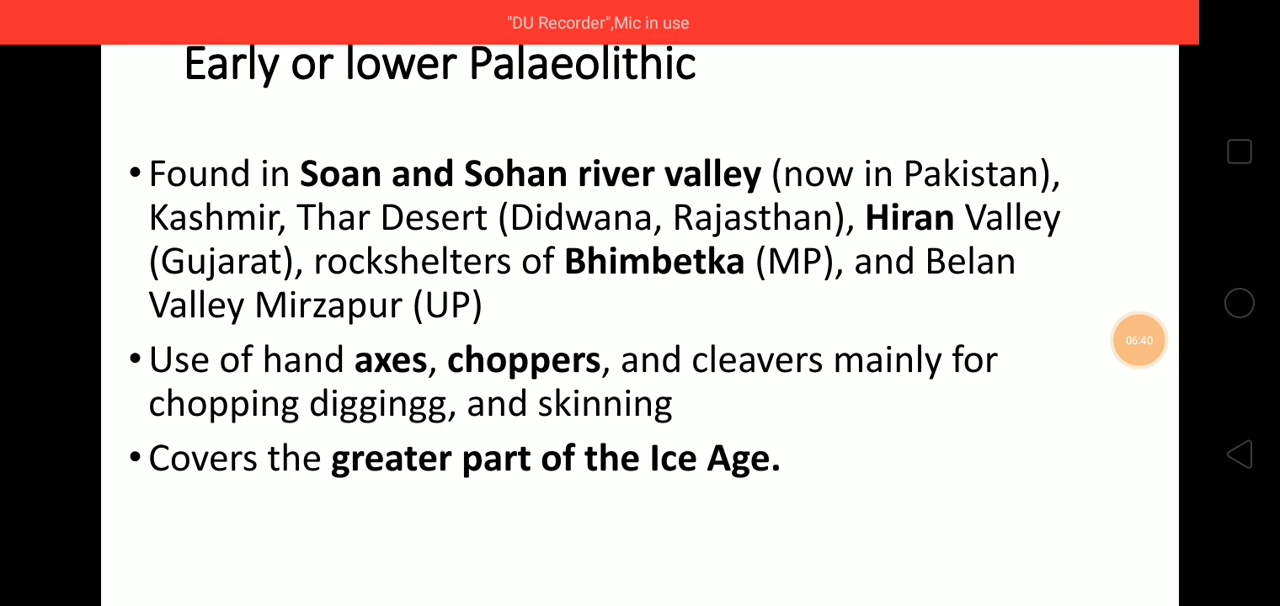 "DU Recorder",Mic in use
Early or lower Palaeolithic
• Found in Soan and Sohan river valley (now in Pakistan),
Kashmir, Thar Desert (Didwana, Rajasthan), Hiran Valley
(Gujarat), rockshelters of Bhimbetka (MP), and Belan
Valley Mirzapur (UP)
• Use of hand axes, choppers, and cleavers mainly for
chopping diggingg, and skinning
• Covers the greater part of the Ice Age.
06:40